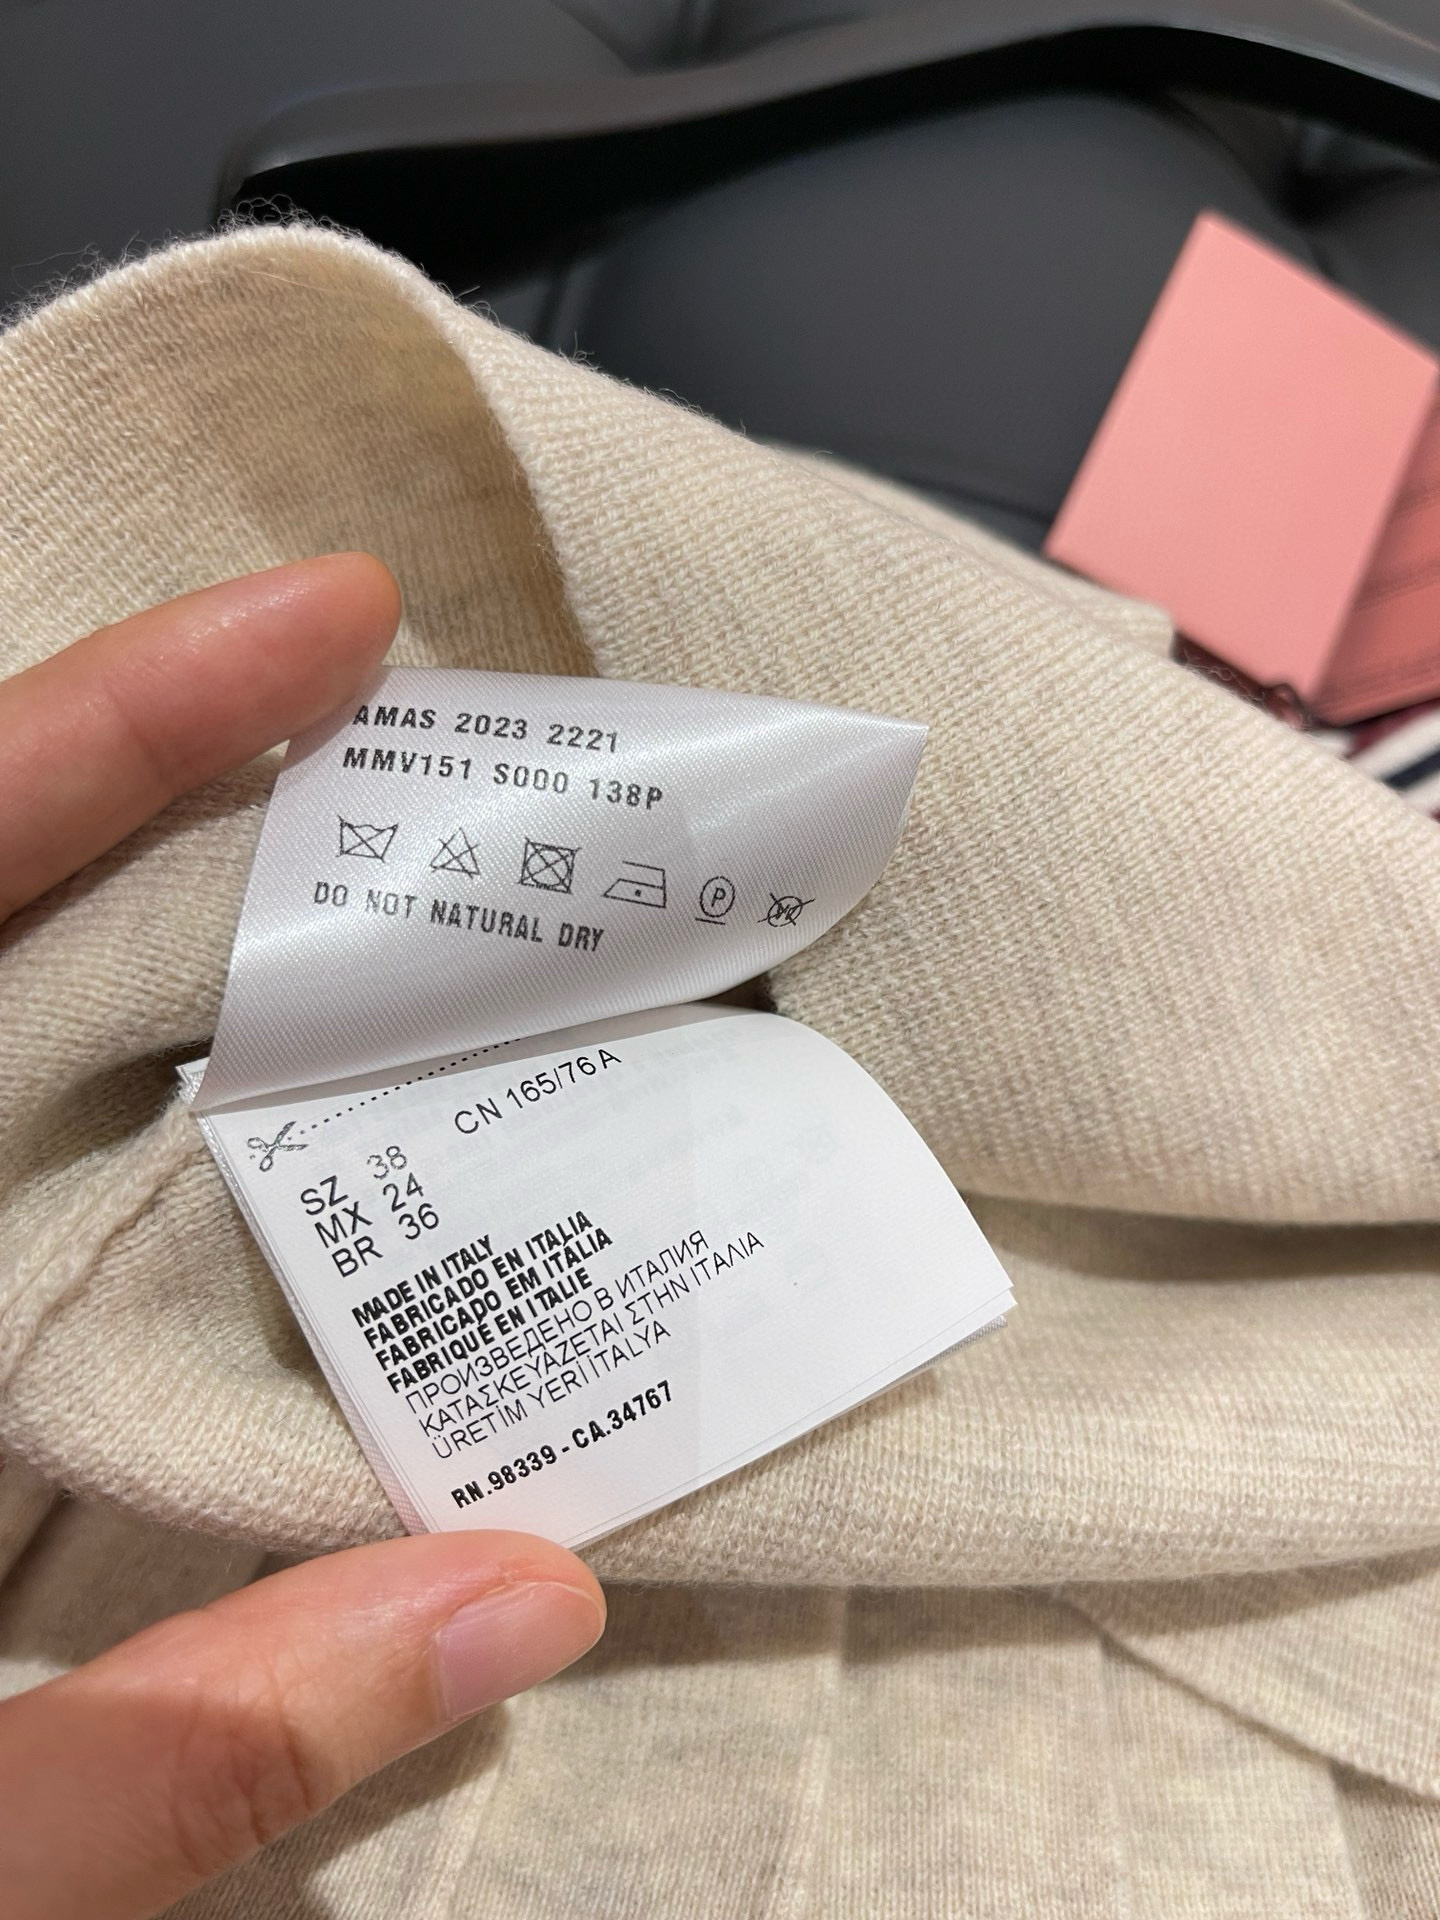 AMAS 2023 2221
MMV151 S000 138P
P
DO NOT NATURAL DRY
CN 165/76A
SZ 38
MX 24
BR 36
MADE IN ITALY
FABRICADO EN ITALIA
FABRICADO EM ITÁLIA
FABRIQUÉ EN ITALIE
ПРОИЗВЕДЕНО В ИТАЛИЯ
ΚΑΤΑΣΚΕΥΑΖΕΤΑΙ ΣΤΗΝ ΙΤΑΛΙΑ
ÜRETİM YERİ İTALYA
RN.98339 - CA.34767